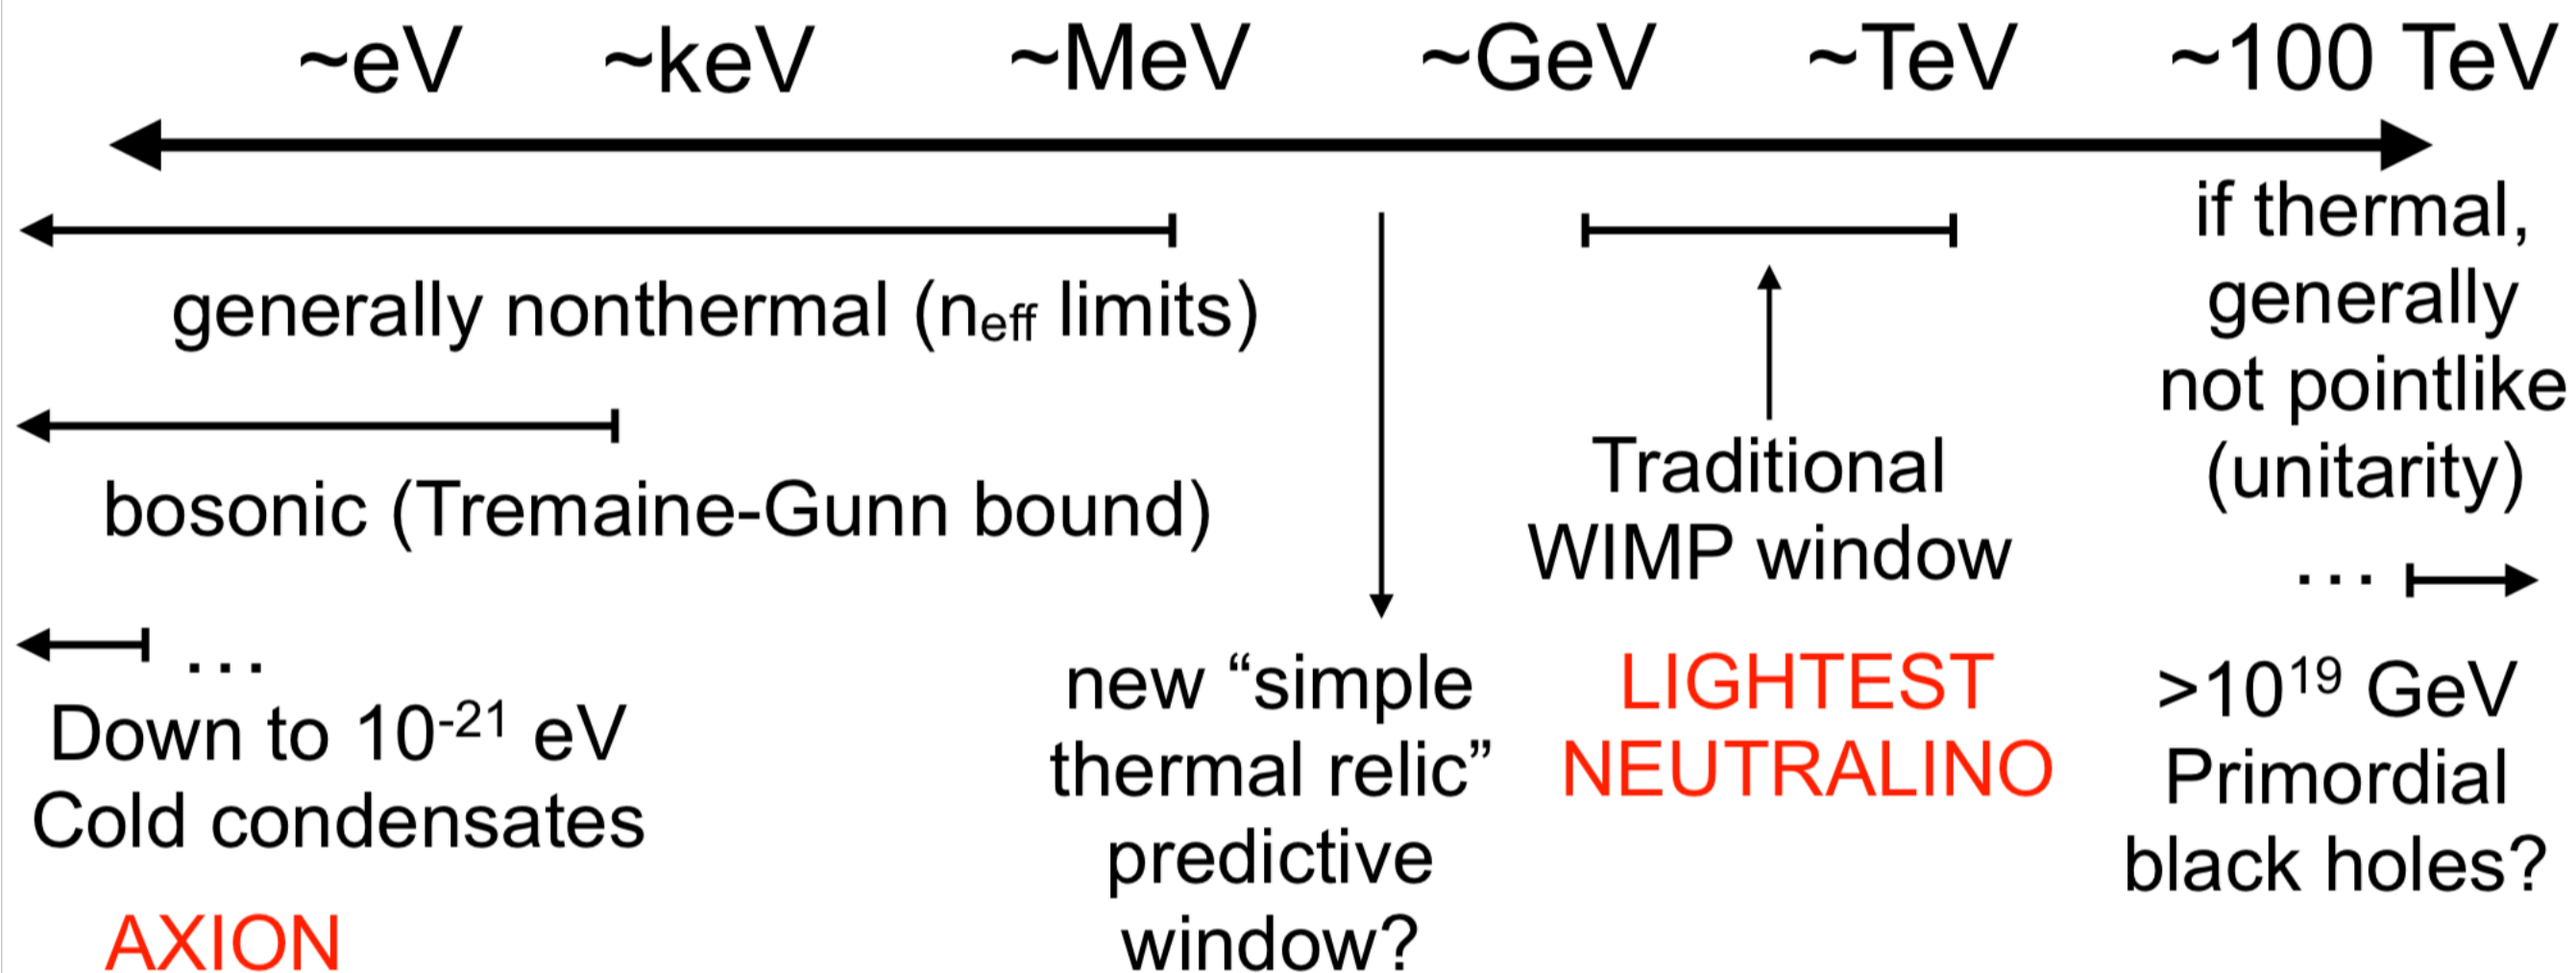 ~eV ~keV ~MeV ~GeV ~TeV ~100 TeV
generally nonthermal (neff limits)
bosonic (Tremaine-Gunn bound)
...
Down to 10-21 eV
Cold condensates
AXION
new “simple
thermal relic”
predictive
window?
Traditional
WIMP window
LIGHTEST
NEUTRALINO
if thermal,
generally
not pointlike
(unitarity)
...
>1019 GeV
Primordial
black holes?